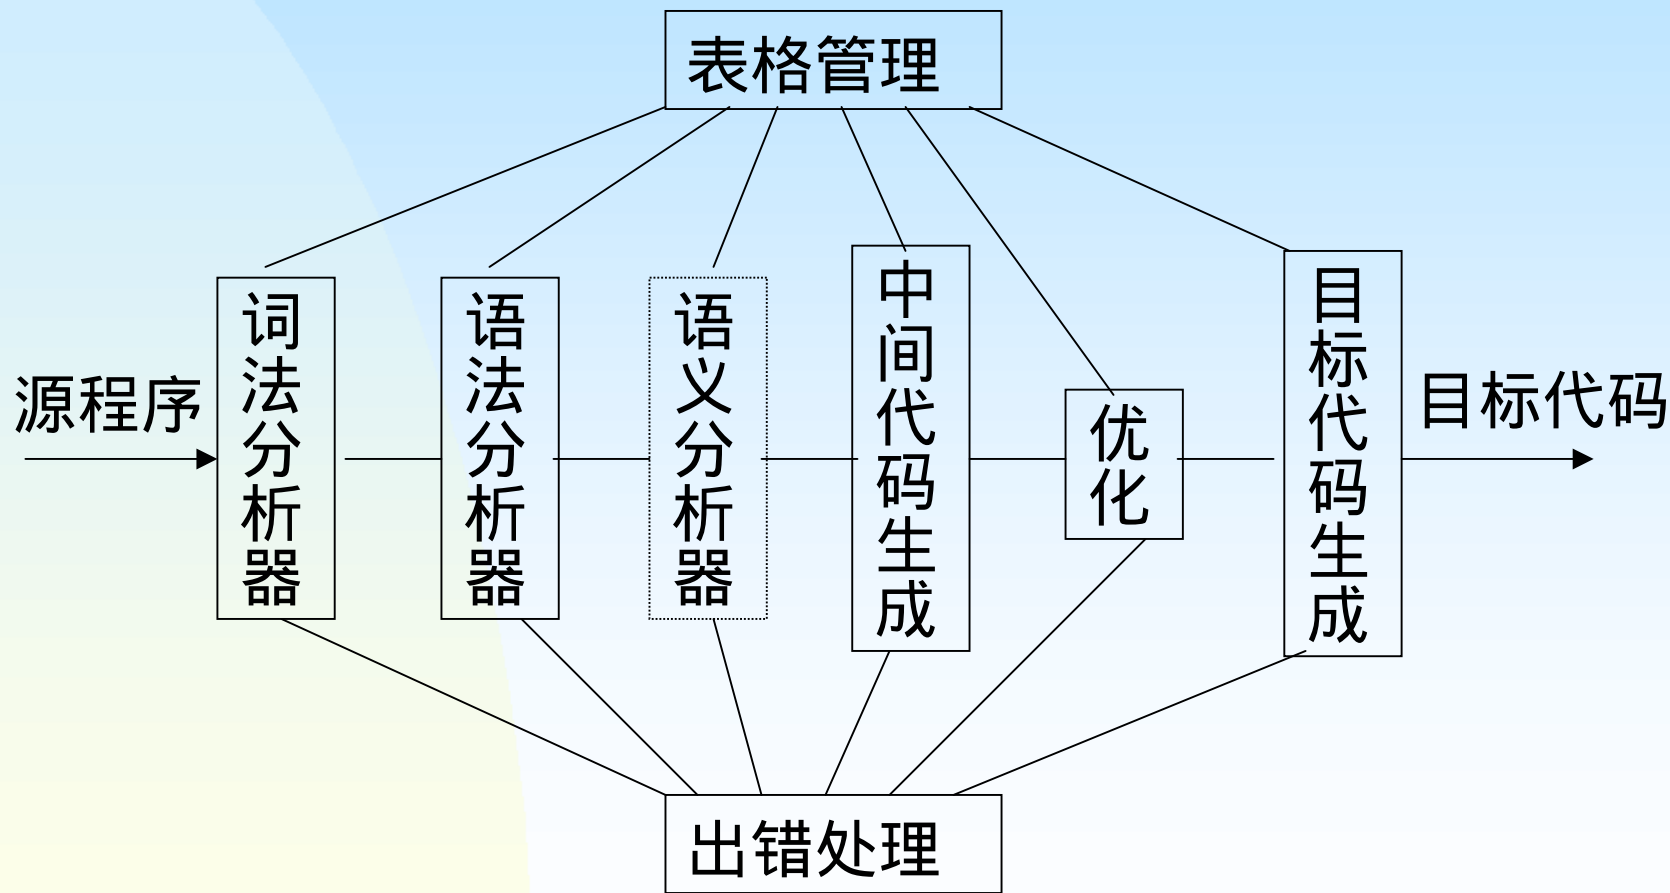 表格管理
源程序
词法分析器
语法分析器
语义分析器
中间代码生成
优化
目标代码生成
目标代码
出错处理